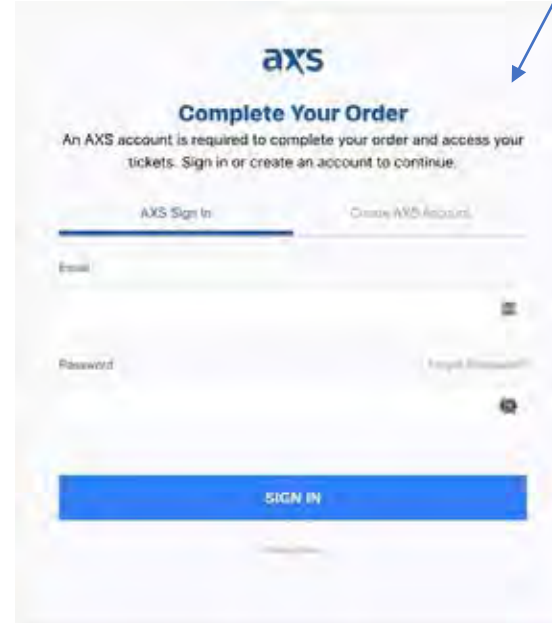 axs
Complete Your Order
An AXS account is required to complete your order and access your
tickets. Sign in or create an account to continue.
AXS Sign In
Create AXS Account
Email
Password
Forgot Password?
SIGN IN